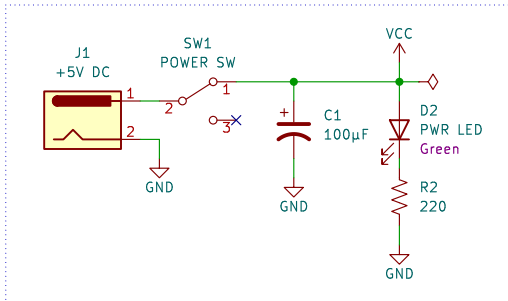 J1
+5V DC
1
2
GND
SW1
POWER SW
2
1
3
+
C1
100µF
GND
VCC
D2
PWR LED
Green
R2
220
GND